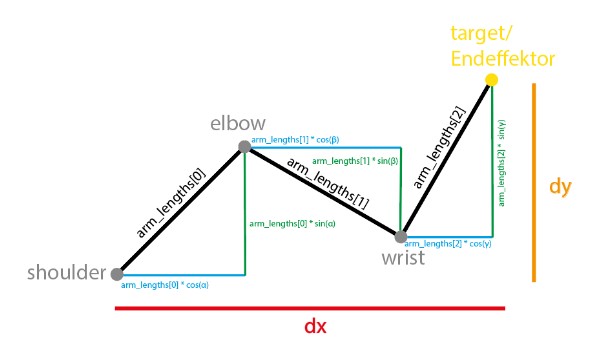 target/
Endeffektor
elbow
arm_lengths[1] * cos(β)
arm_lengths[2]
arm_lengths[2] * sin(γ)
arm_lengths[1] * sin(β)
arm_lengths[0]
arm_lengths[1]
dy
arm_lengths[0] * sin(α)
arm_lengths[2] * cos(γ)
wrist
shoulder
arm_lengths[0] * cos(α)
dx